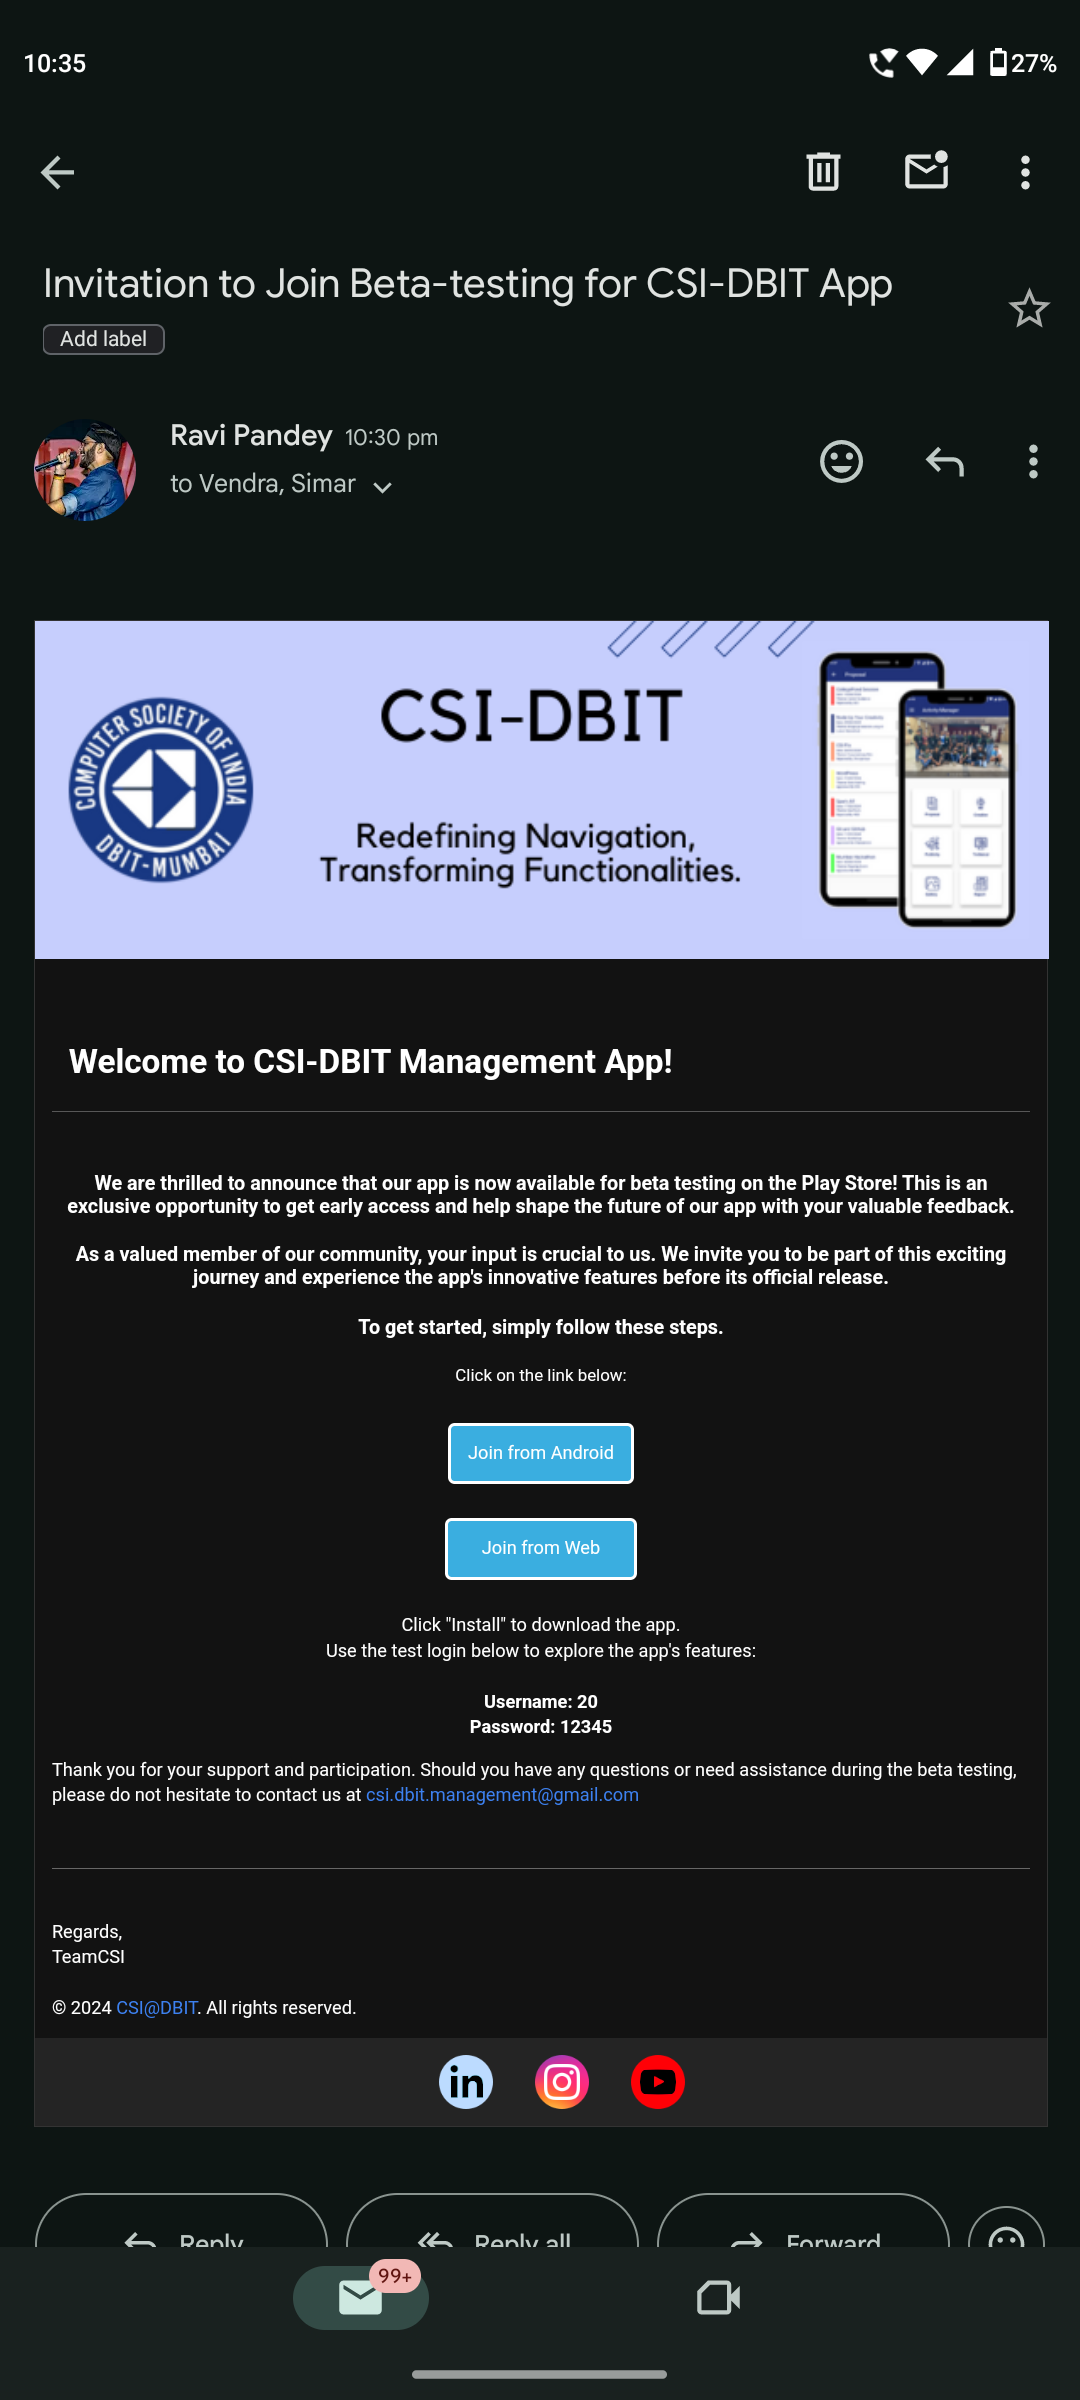 10:35
27%
Invitation to Join Beta-testing for CSI-DBIT App
Add label
Ravi Pandey 10:30 pm
to Vendra, Simar
COMPUTER SOCIETY OF INDIA
DBIT-MUMBAI
CSI-DBIT
Redefining Navigation,
Transforming Functionalities.
Proposal
Activity Manager
Welcome to CSI-DBIT Management App!
We are thrilled to announce that our app is now available for beta testing on the Play Store! This is an
exclusive opportunity to get early access and help shape the future of our app with your valuable feedback.
As a valued member of our community, your input is crucial to us. We invite you to be part of this exciting
journey and experience the app's innovative features before its official release.
To get started, simply follow these steps.
Click on the link below:
Join from Android
Join from Web
Click "Install" to download the app.
Use the test login below to explore the app's features:
Username: 20
Password: 12345
Thank you for your support and participation. Should you have any questions or need assistance during the beta testing,
please do not hesitate to contact us at csi.dbit.management@gmail.com
Regards,
TeamCSI
© 2024 CSI@DBIT. All rights reserved.
in
Reply
Reply all
Forward
99+